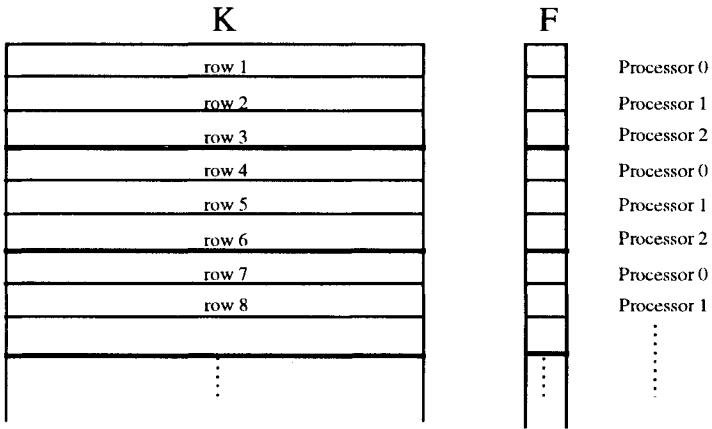 K F
row 1 Processor 0
row 2 Processor 1
row 3 Processor 2
row 4 Processor 0
row 5 Processor 1
row 6 Processor 2
row 7 Processor 0
row 8 Processor 1